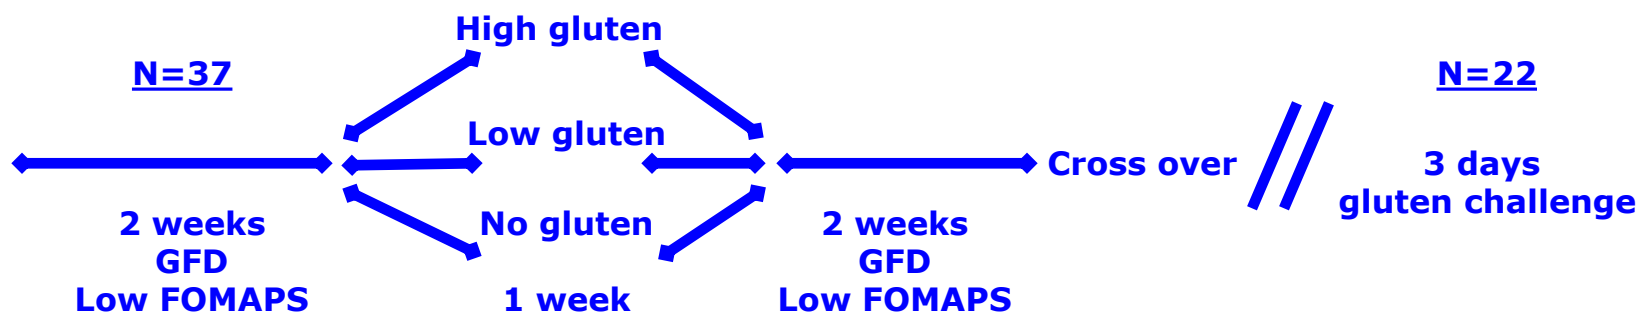 High gluten
N=37
N=22
Low gluten
Cross over
3 days
gluten challenge
2 weeks
GFD
Low FOMAPS
No gluten
1 week
2 weeks
GFD
Low FOMAPS